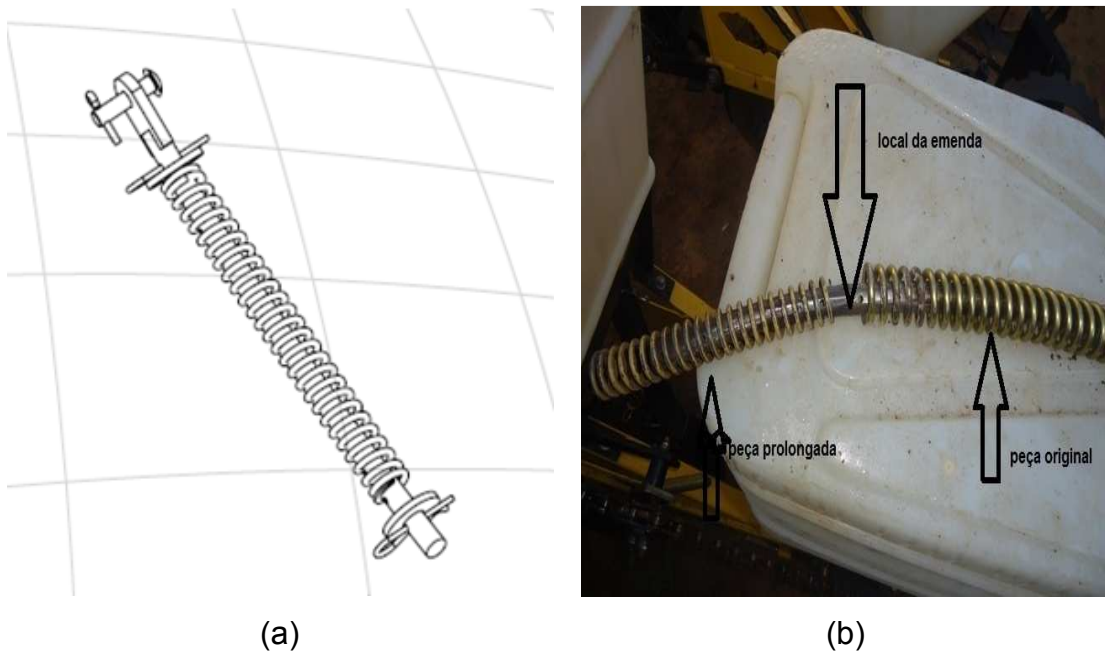 local da emenda
peça prolongada
peça original
(a)
(b)